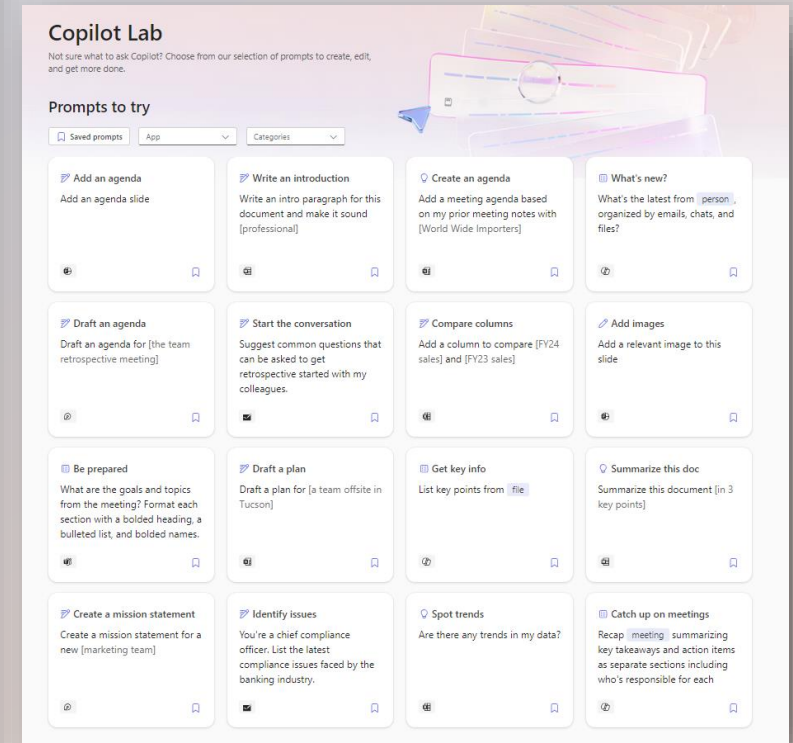 Copilot Lab
Not sure what to ask Copilot? Choose from our selection of prompts to create, edit,
and get more done.
Prompts to try
Saved prompts
App
Categories
Add an agenda
Add an agenda slide
Write an introduction
Write an intro paragraph for this
document and make it sound
[professional]
Create an agenda
Add a meeting agenda based
on my prior meeting notes with
[World Wide Importers]
What's new?
What's the latest from person ,
organized by emails, chats, and
files?
Draft an agenda
Draft an agenda for [the team
retrospective meeting]
Start the conversation
Suggest common questions that
can be asked to get
retrospective started with my
colleagues.
Compare columns
Add a column to compare [FY24
sales] and [FY23 sales]
Add images
Add a relevant image to this
slide
Be prepared
What are the goals and topics
from the meeting? Format each
section with a bolded heading, a
bulleted list, and bolded names.
Draft a plan
Draft a plan for [a team offsite in
Tucson]
Get key info
List key points from file
Summarize this doc
Summarize this document [in 3
key points]
Create a mission statement
Create a mission statement for a
new [marketing team]
Identify issues
You're a chief compliance
officer. List the latest
compliance issues faced by the
banking industry.
Spot trends
Are there any trends in my data?
Catch up on meetings
Recap meeting summarizing
key takeaways and action items
as separate sections including
who's responsible for each